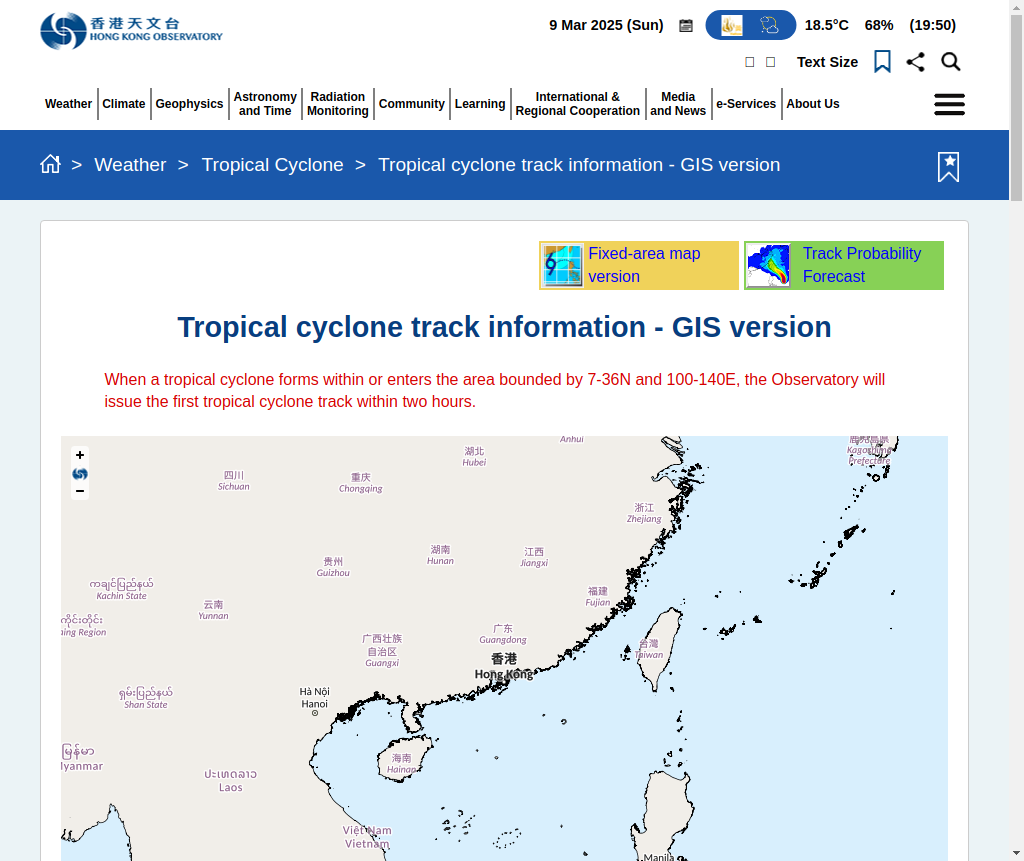 香港天文台
HONG KONG OBSERVATORY
9 Mar 2025 (Sun)
18.5°C 68% (19:50)
Text Size
Weather
Climate
Geophysics
Astronomy
and Time
Radiation
Monitoring
Community
Learning
International &
Regional Cooperation
Media
and News
e-Services
About Us
> Weather > Tropical Cyclone > Tropical cyclone track information - GIS version
Fixed-area map
version
Track Probability
Forecast
Tropical cyclone track information - GIS version
When a tropical cyclone forms within or enters the area bounded by 7-36N and 100-140E, the Observatory will
issue the first tropical cyclone track within two hours.
+
−
Anhui
湖北
Hubei
Kagoshima
Prefecture
四川
Sichuan
重庆
Chongqing
浙江
Zhejiang
湖南
Hunan
江西
Jiangxi
贵州
Guizhou
ကချင်ပြည်နယ်
Kachin State
云南
Yunnan
福建
Fujian
ing Region
广东
Guangdong
广西壮族
自治区
Guangxi
台灣
Taiwan
香港
Hong Kong
ရှမ်းပြည်နယ်
Shan State
Hà Nội
Hanoi
မြန်မာ
Myanmar
海南
Hainan
ປະເທດລາວ
Laos
Việt Nam
Vietnam
Manila